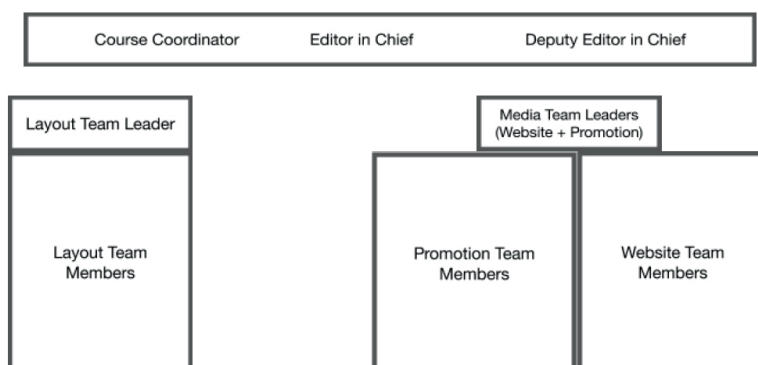 Course Coordinator Editor in Chief Deputy Editor in Chief
Layout Team Leader
Media Team Leaders
(Website + Promotion)
Layout Team
Members
Promotion Team
Members
Website Team
Members